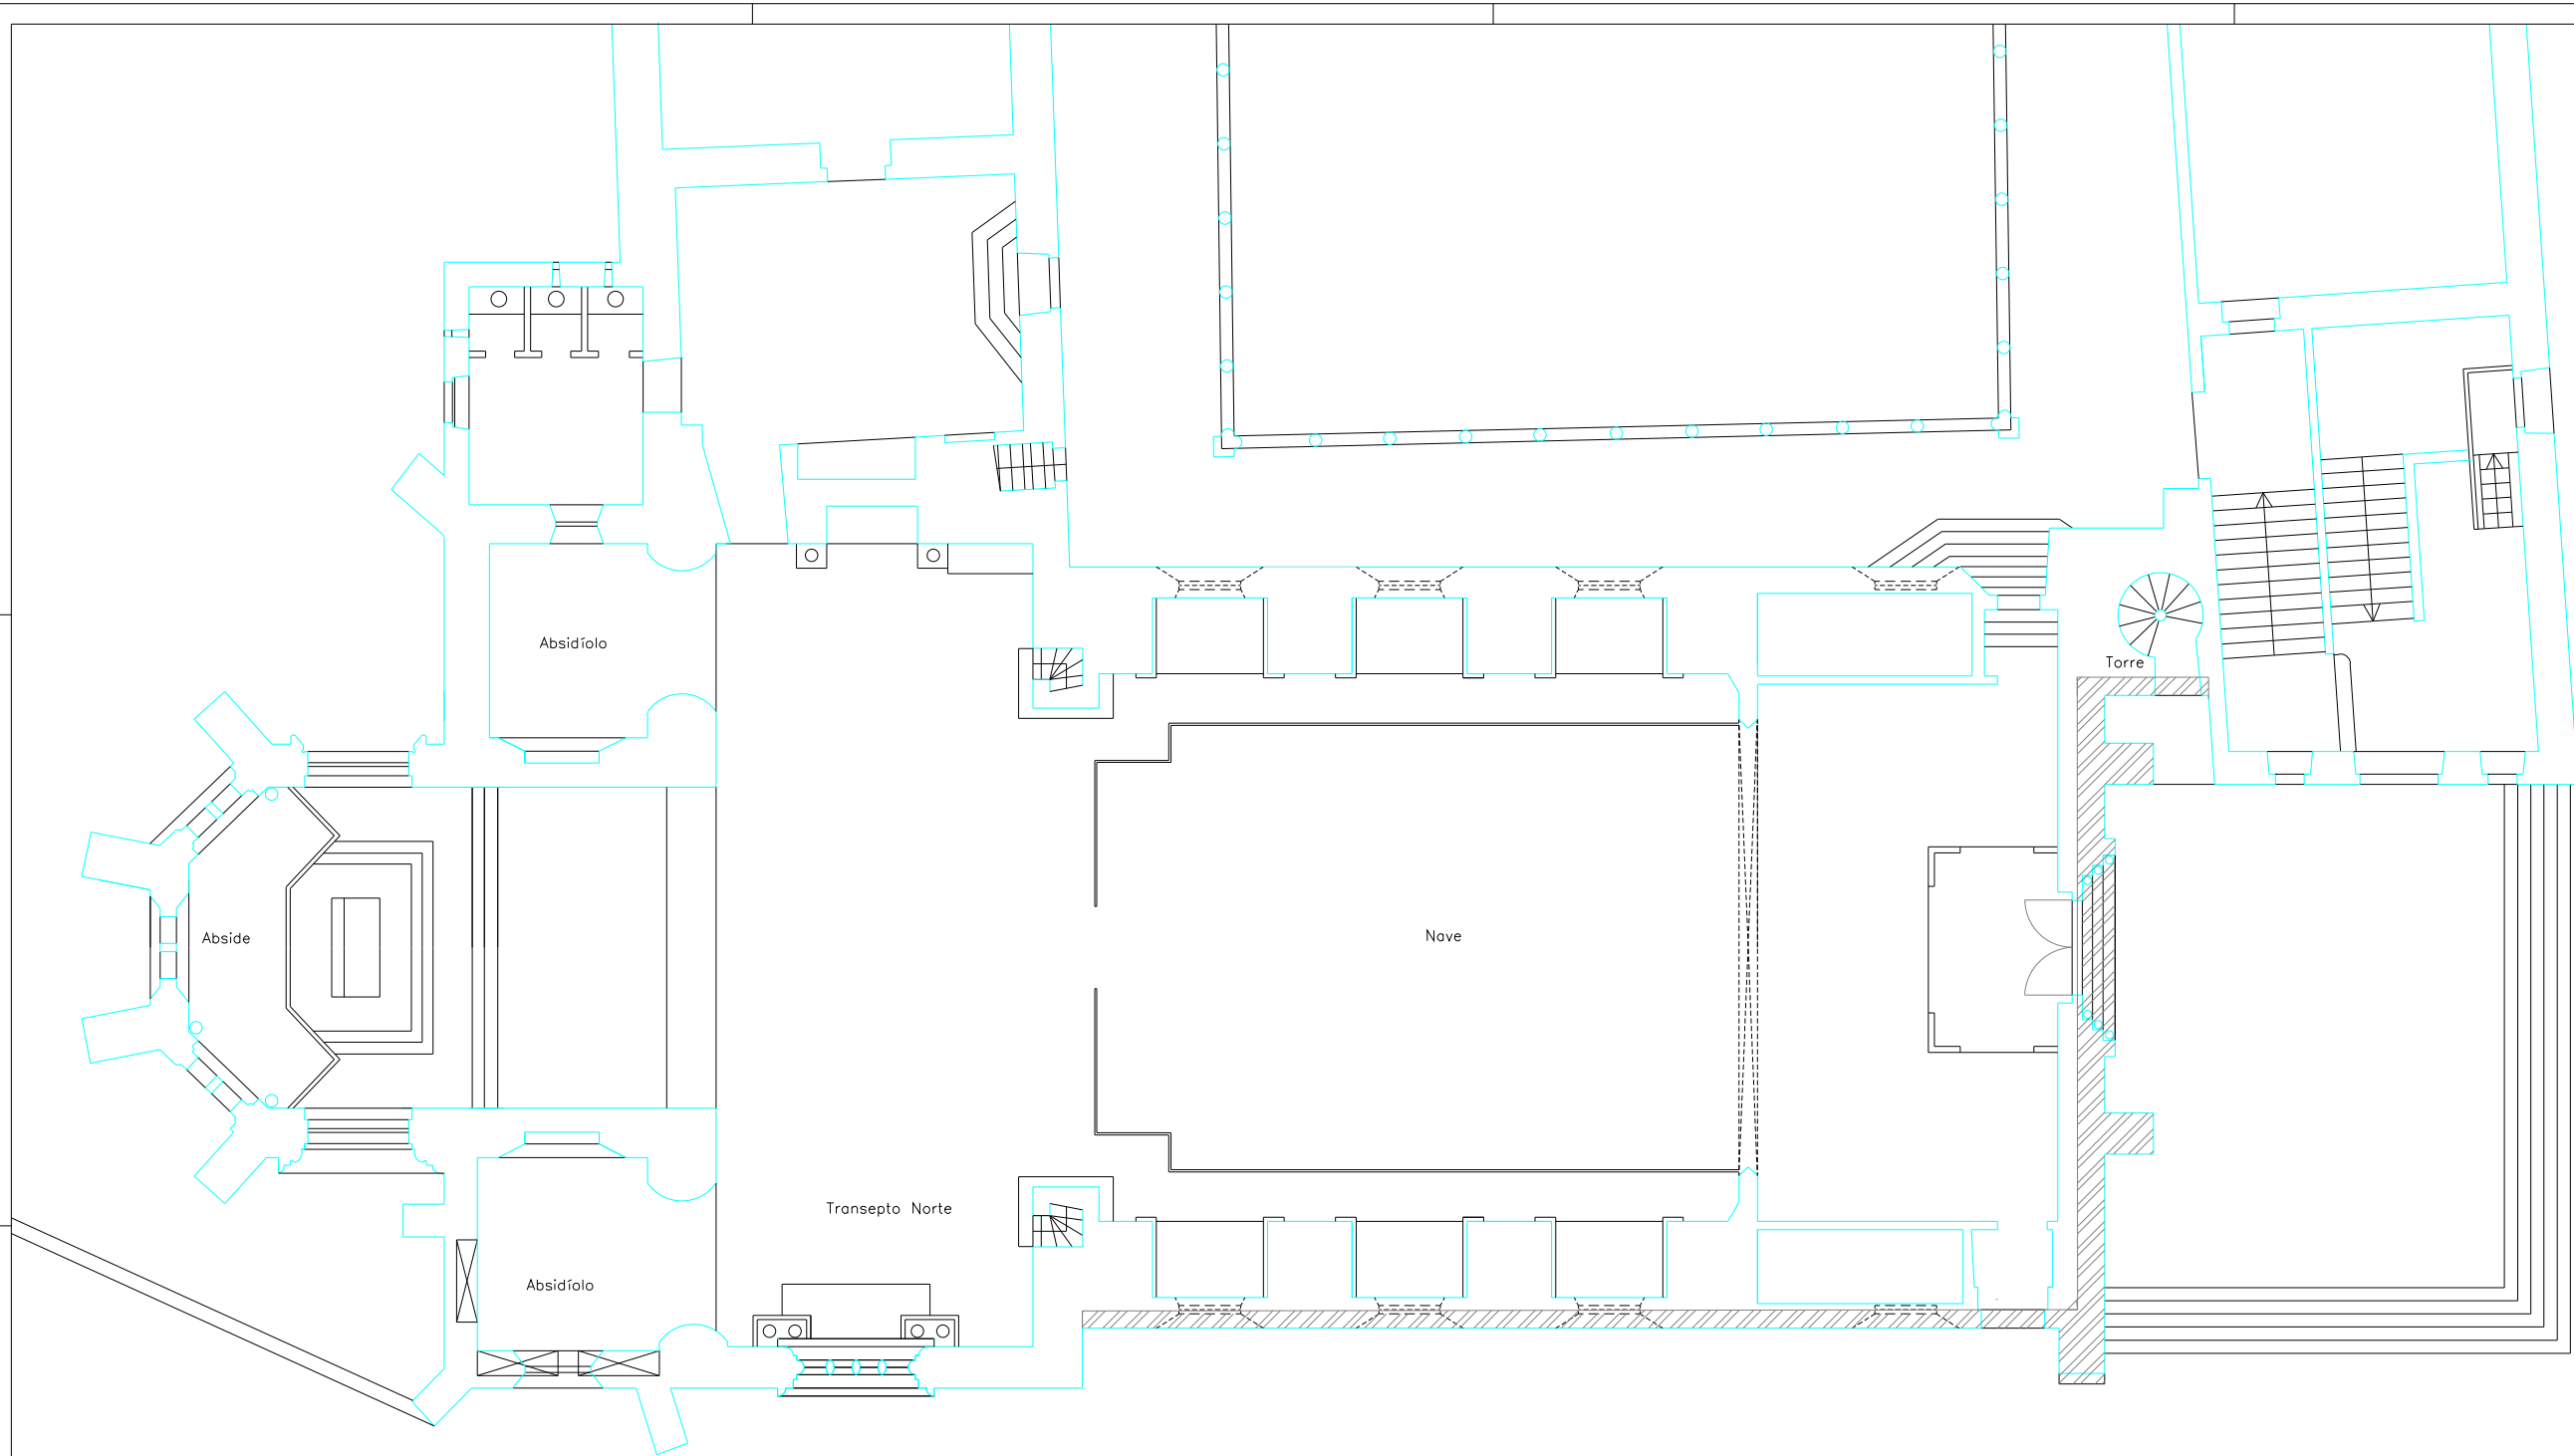 Absidíolo
Torre
Abside
Nave
Transepto Norte
Absidíolo